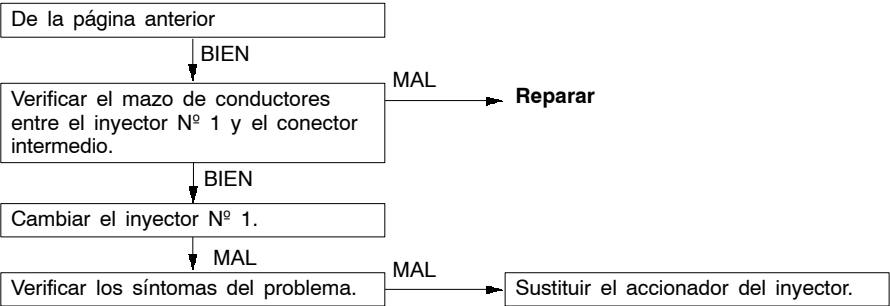 De la página anterior
BIEN
Verificar el mazo de conductores
entre el inyector Nº 1 y el conector
intermedio.
MAL
Reparar
BIEN
Cambiar el inyector Nº 1.
MAL
Verificar los síntomas del problema.
MAL
Sustituir el accionador del inyector.